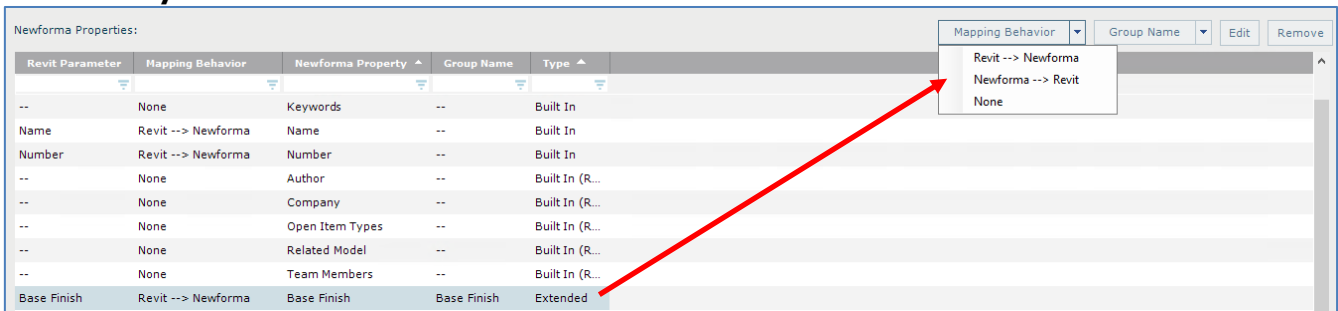 Newforma Properties: Mapping Behavior Group Name Edit Remove
Revit --> Newforma
Newforma --> Revit
None
Revit Parameter Mapping Behavior Newforma Property Group Name Type
-- None Keywords -- Built In
Name Revit --> Newforma Name -- Built In
Number Revit --> Newforma Number -- Built In
-- None Author -- Built In (R...
-- None Company -- Built In (R...
-- None Open Item Types -- Built In (R...
-- None Related Model -- Built In (R...
-- None Team Members -- Built In (R...
Base Finish Revit --> Newforma Base Finish Base Finish Extended